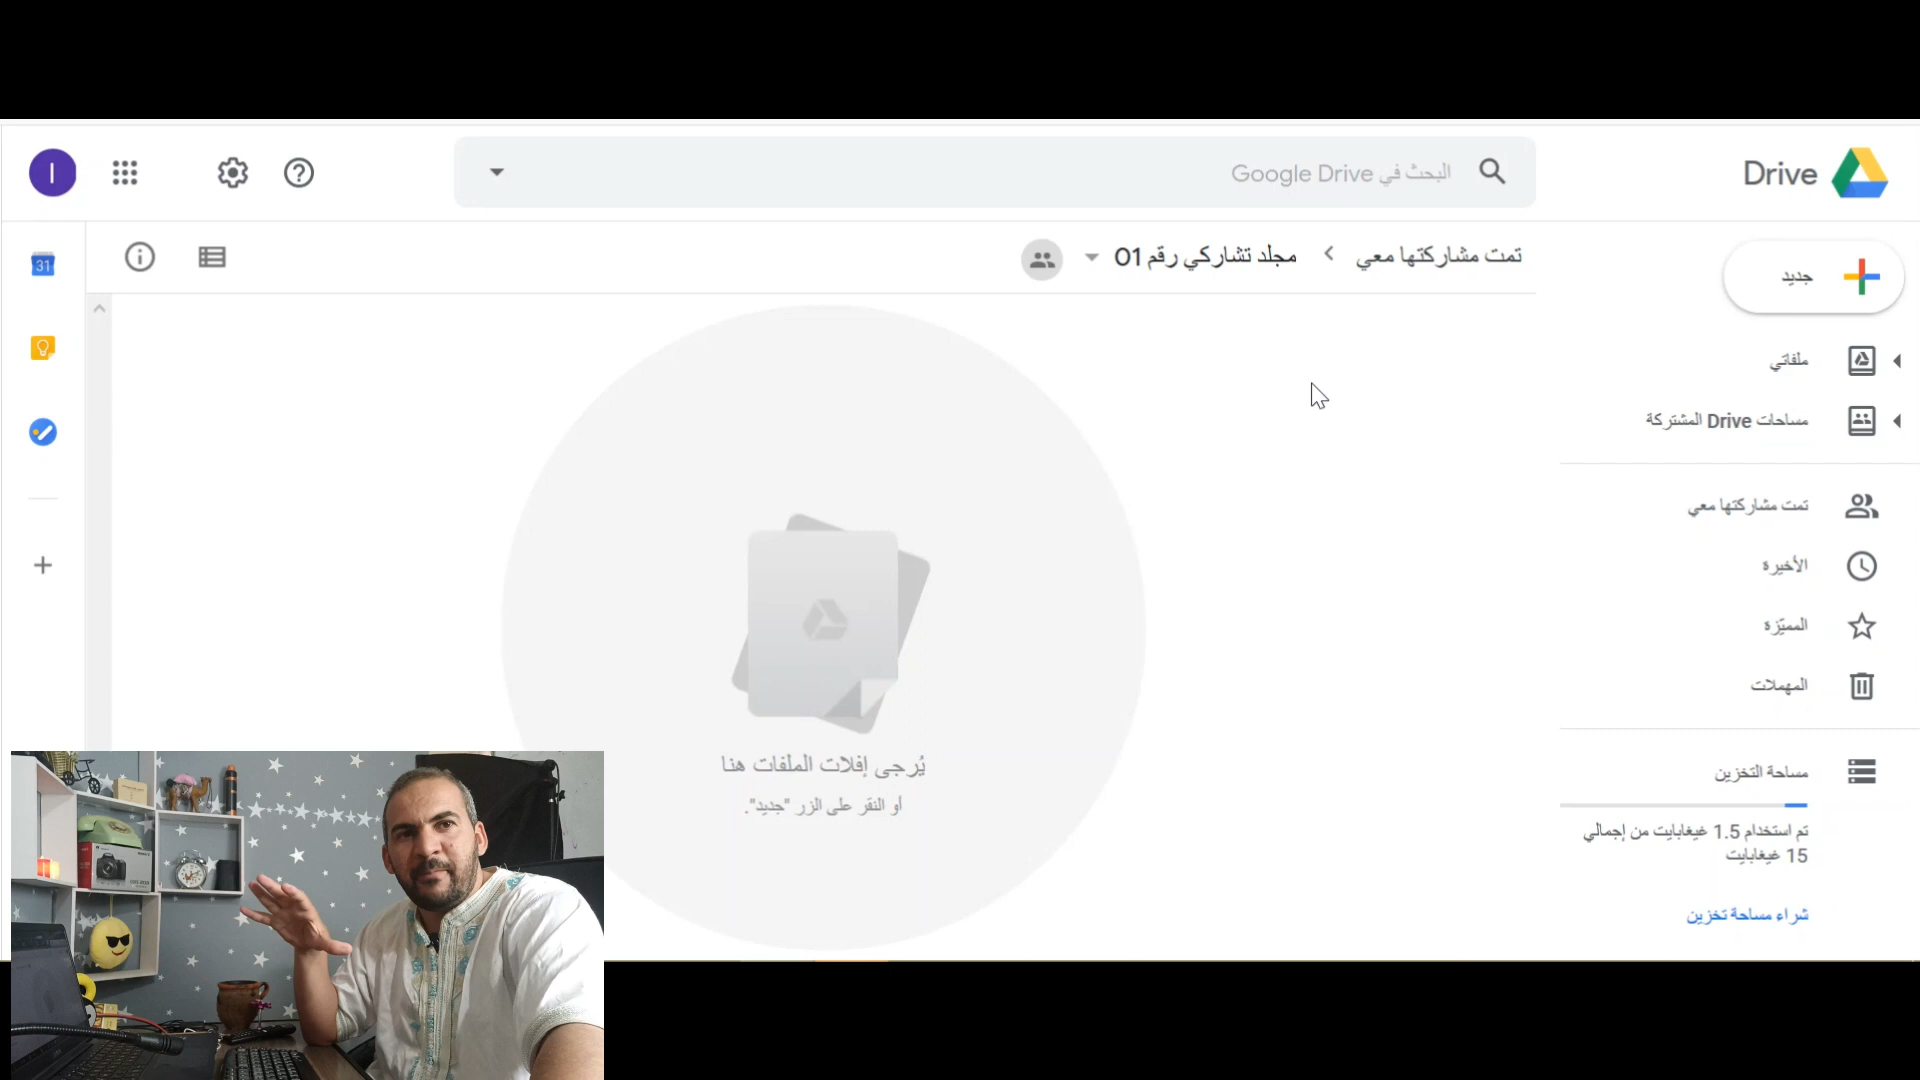 Drive
البحث في Google Drive
I
جديد
تمت مشاركتها معي
مجلد تشاركي رقم 01
31
ملفاتي
مساحات Drive المشتركة
تمت مشاركتها معي
الأخيرة
المميّزة
المهملات
مساحة التخزين
تم استخدام 1.5 غيغابايت من إجمالي
15 غيغابايت
شراء مساحة تخزين
يُرجى إفلات الملفات هنا
أو النقر على الزر "جديد".